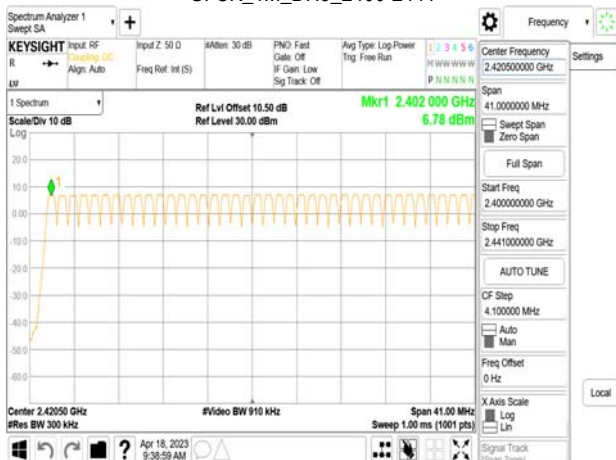 Spectrum Analyzer 1
Swept SA
+
Frequency
KEYSIGHT
R
Input: RF
Coupling: DC
Align: Auto
Input Z: 50 Ω
Freq Ref: Int (S)
#Atten: 30 dB
PNO: Fast
Gate: Off
IF Gain: Low
Sig Track: Off
Avg Type: Log-Power
Trig: Free Run
1 2 3 4 5 6
M W W W W W
P N N N N N
1 Spectrum
Scale/Div 10 dB
Log
Ref Lvl Offset 10.50 dB
Ref Level 30.00 dBm
Mkr1 2.402 000 GHz
6.78 dBm
1
20.0
10.0
0.00
-10.0
-20.0
-30.0
-40.0
-50.0
-60.0
Center 2.42050 GHz
#Res BW 300 kHz
#Video BW 910 kHz
Span 41.00 MHz
Sweep 1.00 ms (1001 pts)
Apr 18, 2023
9:38:59 AM
?
Center Frequency
2.420500000 GHz
Span
41.0000000 MHz
Swept Span
Zero Span
Full Span
Start Freq
2.400000000 GHz
Stop Freq
2.441000000 GHz
AUTO TUNE
CF Step
4.100000 MHz
Auto
Man
Freq Offset
0 Hz
X Axis Scale
Log
Lin
Signal Track
Settings
Local